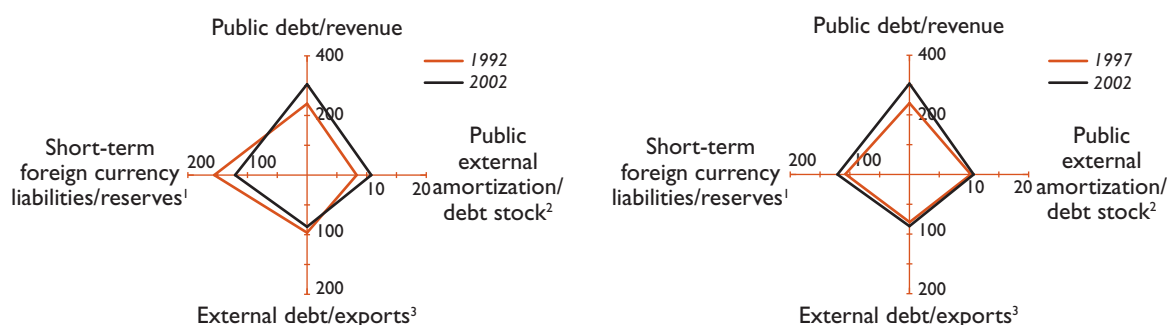 Public debt/revenue
400
1992
2002
200
Short-term
foreign currency
liabilities/reserves¹
200
100
10
20
Public
external
amortization/
debt stock²
100
200
External debt/exports³
Public debt/revenue
400
1997
2002
200
Short-term
foreign currency
liabilities/reserves¹
200
100
10
20
Public
external
amortization/
debt stock²
100
200
External debt/exports³